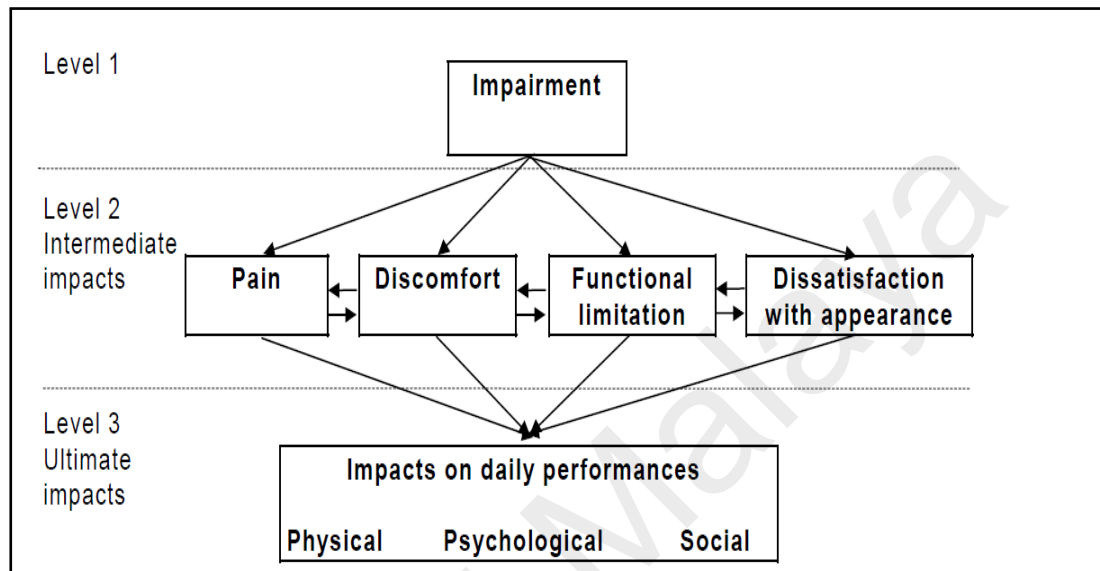 Level 1
Impairment
Level 2
Intermediate
impacts
Pain
Discomfort
Functional
limitation
Dissatisfaction
with appearance
Level 3
Ultimate
impacts
Impacts on daily performances
Physical Psychological Social
Malaya